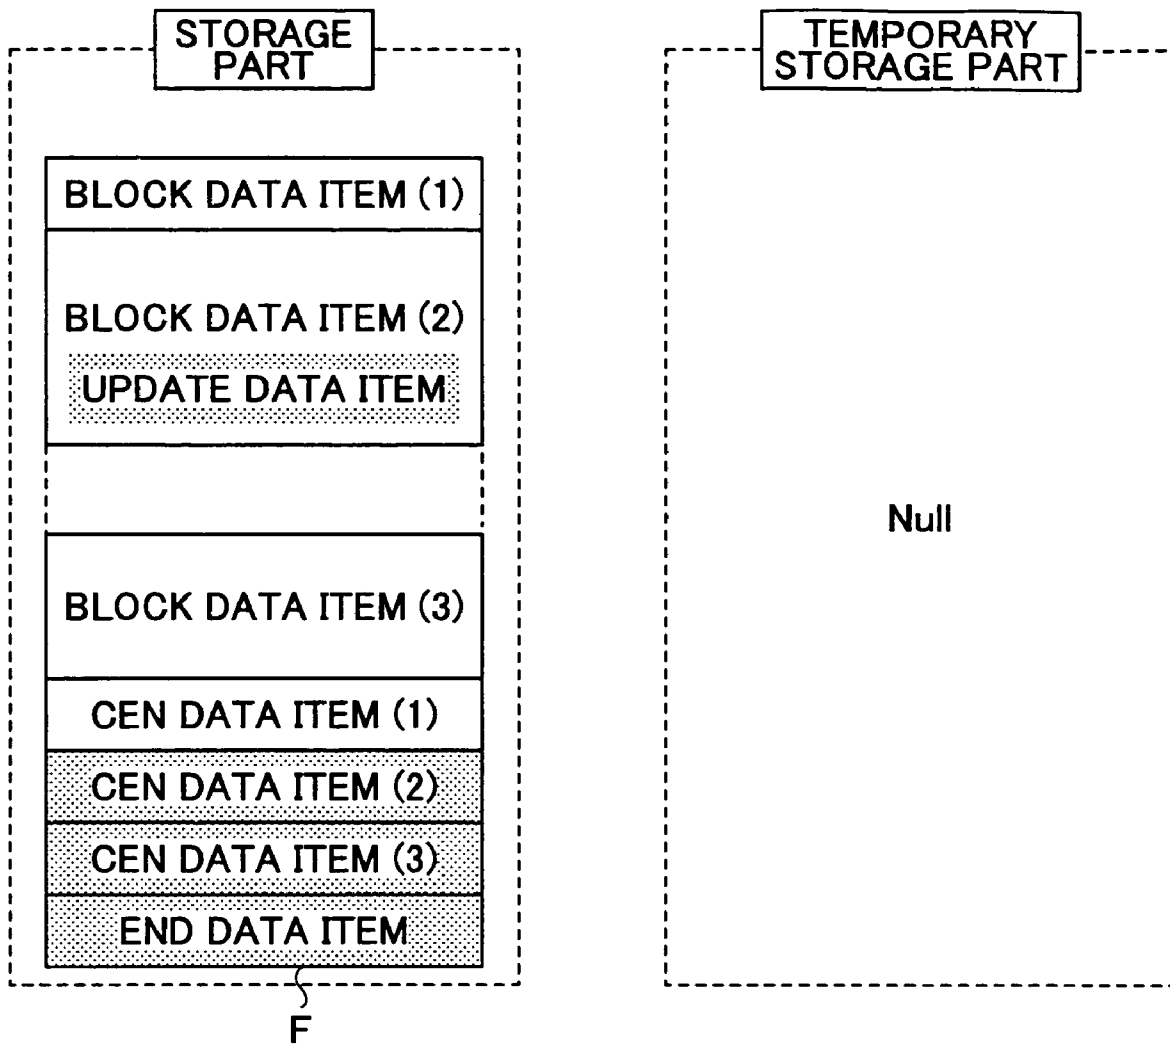 STORAGE
PART
BLOCK DATA ITEM (1)
BLOCK DATA ITEM (2)
UPDATE DATA ITEM
BLOCK DATA ITEM (3)
CEN DATA ITEM (1)
CEN DATA ITEM (2)
CEN DATA ITEM (3)
END DATA ITEM
F
TEMPORARY
STORAGE PART
Null